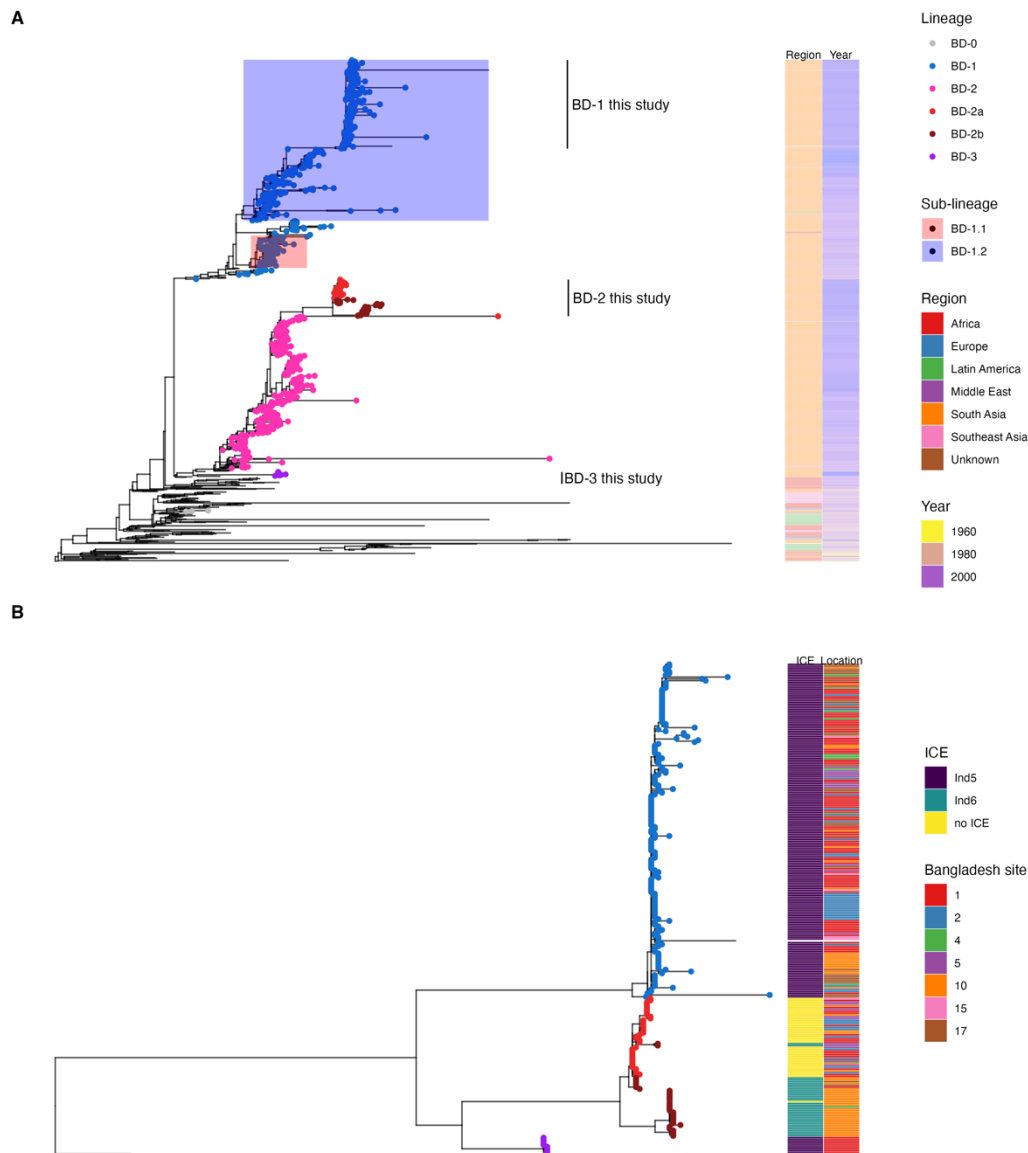 A
Region Year
BD-1 this study
BD-2 this study
BD-3 this study
Lineage
BD-0
BD-1
BD-2
BD-2a
BD-2b
BD-3
Sub-lineage
BD-1.1
BD-1.2
Region
Africa
Europe
Latin America
Middle East
South Asia
Southeast Asia
Unknown
Year
1960
1980
2000
B
ICE Location
ICE
Ind5
Ind6
no ICE
Bangladesh site
1
2
4
5
10
15
17